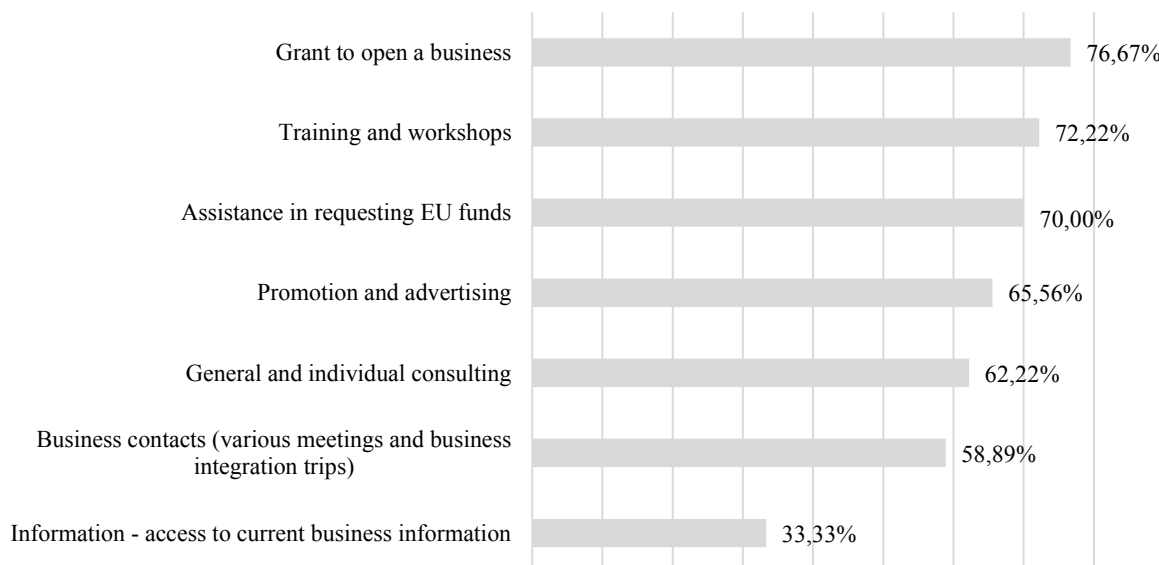 Grant to open a business
76,67%
Training and workshops
72,22%
Assistance in requesting EU funds
70,00%
Promotion and advertising
65,56%
General and individual consulting
62,22%
Business contacts (various meetings and business
integration trips)
58,89%
Information - access to current business information
33,33%